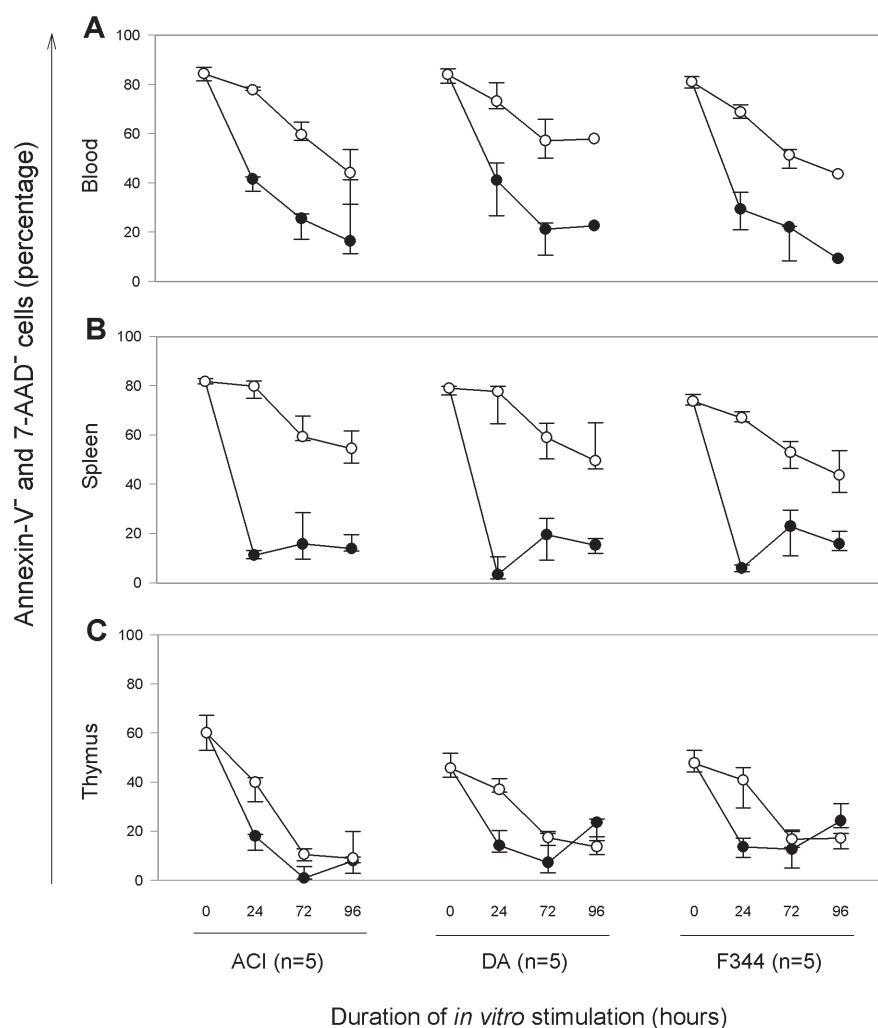 Annexin-V⁻ and 7-AAD⁻ cells (percentage)
A
Blood
100
80
60
40
20
0
B
Spleen
100
80
60
40
20
0
C
Thymus
100
80
60
40
20
0
0 24 72 96 0 24 72 96 0 24 72 96
ACI (n=5) DA (n=5) F344 (n=5)
Duration of in vitro stimulation (hours)